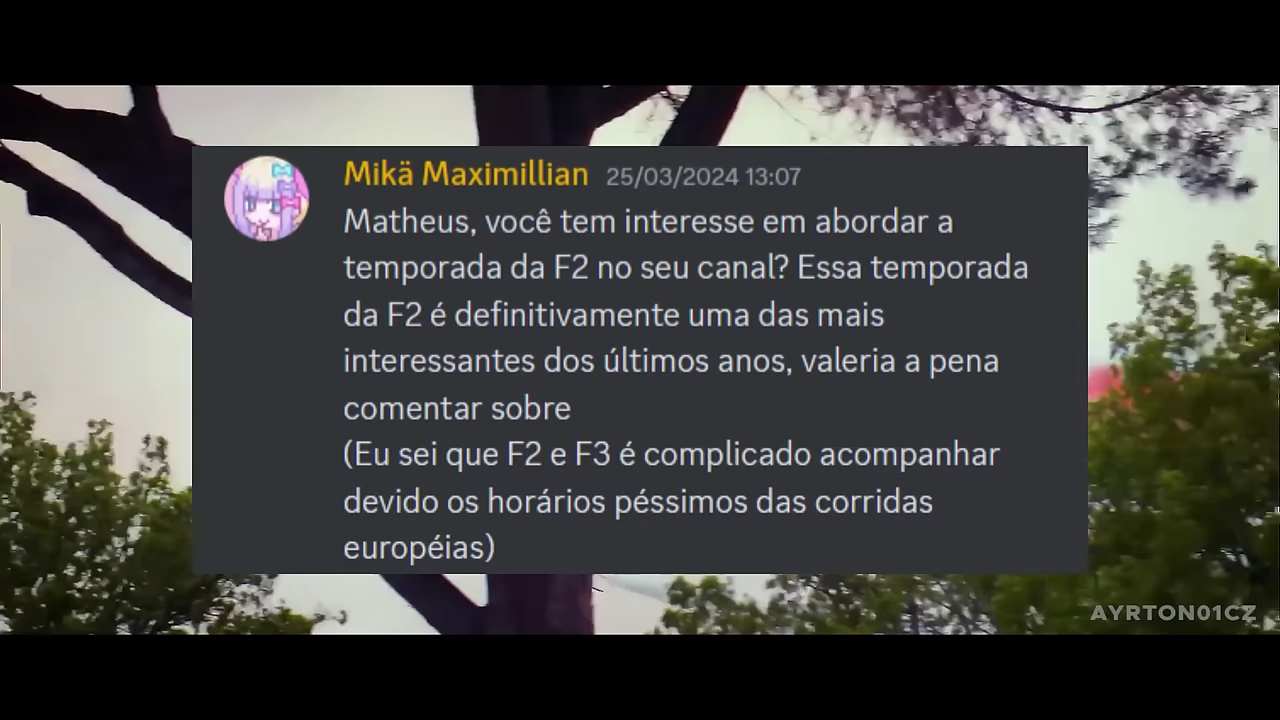 Mikä Maximillian 25/03/2024 13:07
Matheus, você tem interesse em abordar a
temporada da F2 no seu canal? Essa temporada
da F2 é definitivamente uma das mais
interessantes dos últimos anos, valeria a pena
comentar sobre
(Eu sei que F2 e F3 é complicado acompanhar
devido os horários péssimos das corridas
européias)
AYRTON01CZ